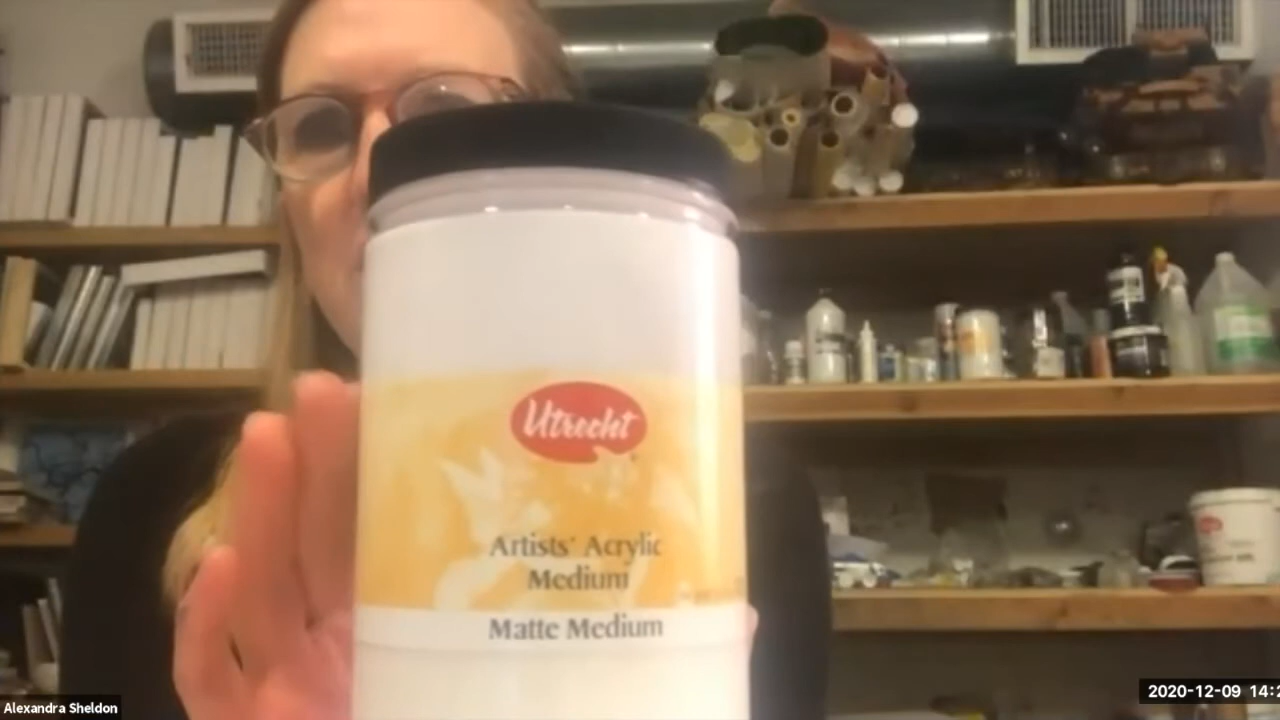 Utrecht
Artists' Acrylic
Medium
Matte Medium
Alexandra Sheldon
2020-12-09 14:2